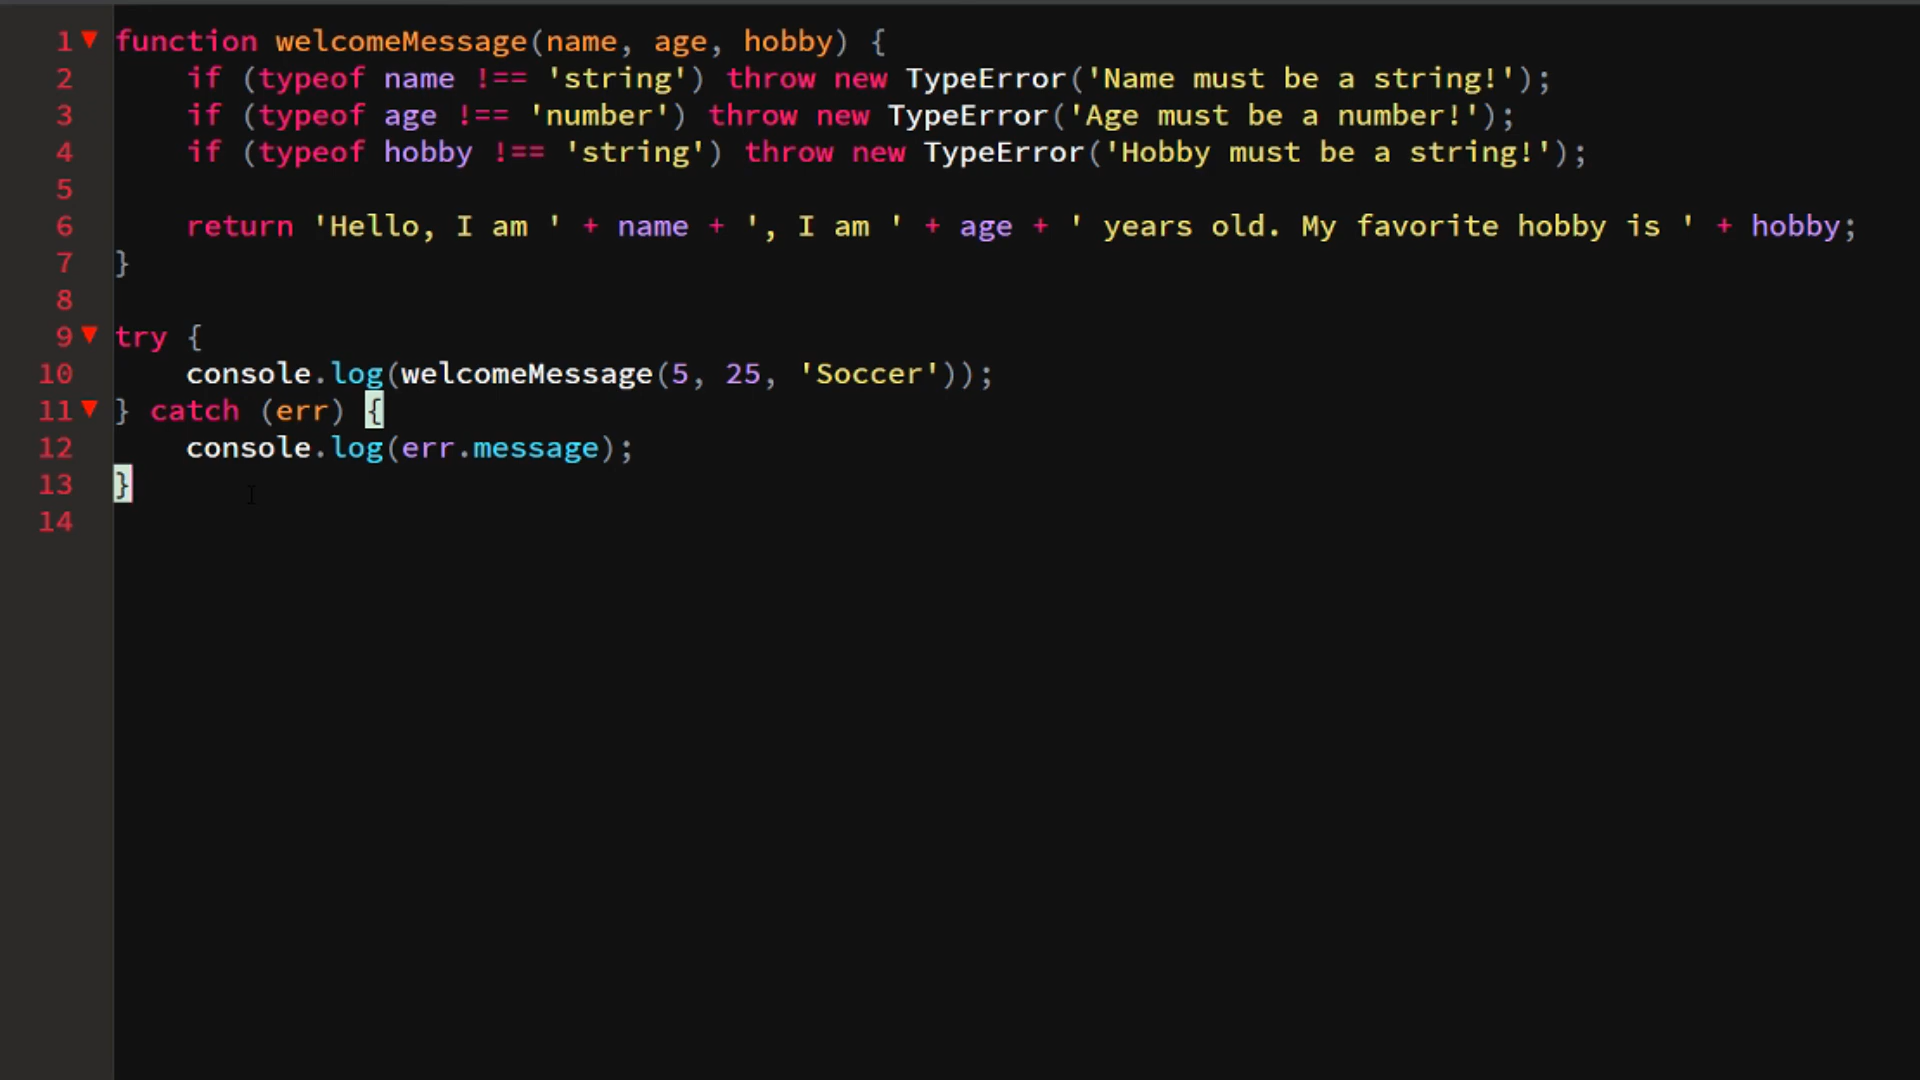 1 function welcomeMessage(name, age, hobby) {
2     if (typeof name !== 'string') throw new TypeError('Name must be a string!');
3     if (typeof age !== 'number') throw new TypeError('Age must be a number!');
4     if (typeof hobby !== 'string') throw new TypeError('Hobby must be a string!');
5
6     return 'Hello, I am ' + name + ', I am ' + age + ' years old. My favorite hobby is ' + hobby;
7 }
8
9 try {
10     console.log(welcomeMessage(5, 25, 'Soccer'));
11 } catch (err) {
12     console.log(err.message);
13 }
14